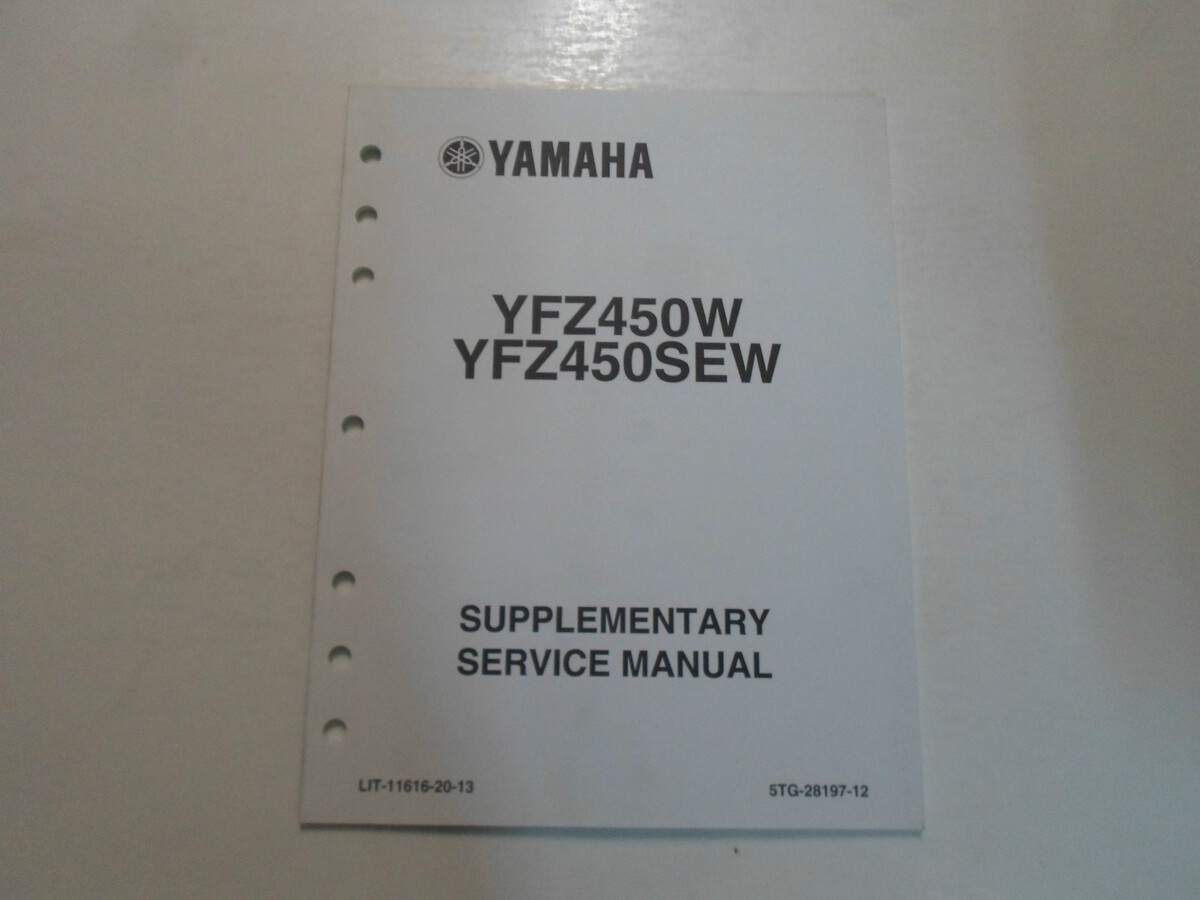 YAMAHA
YFZ450W
YFZ450SEW
SUPPLEMENTARY
SERVICE MANUAL
LIT-11616-20-13
5TG-28197-12